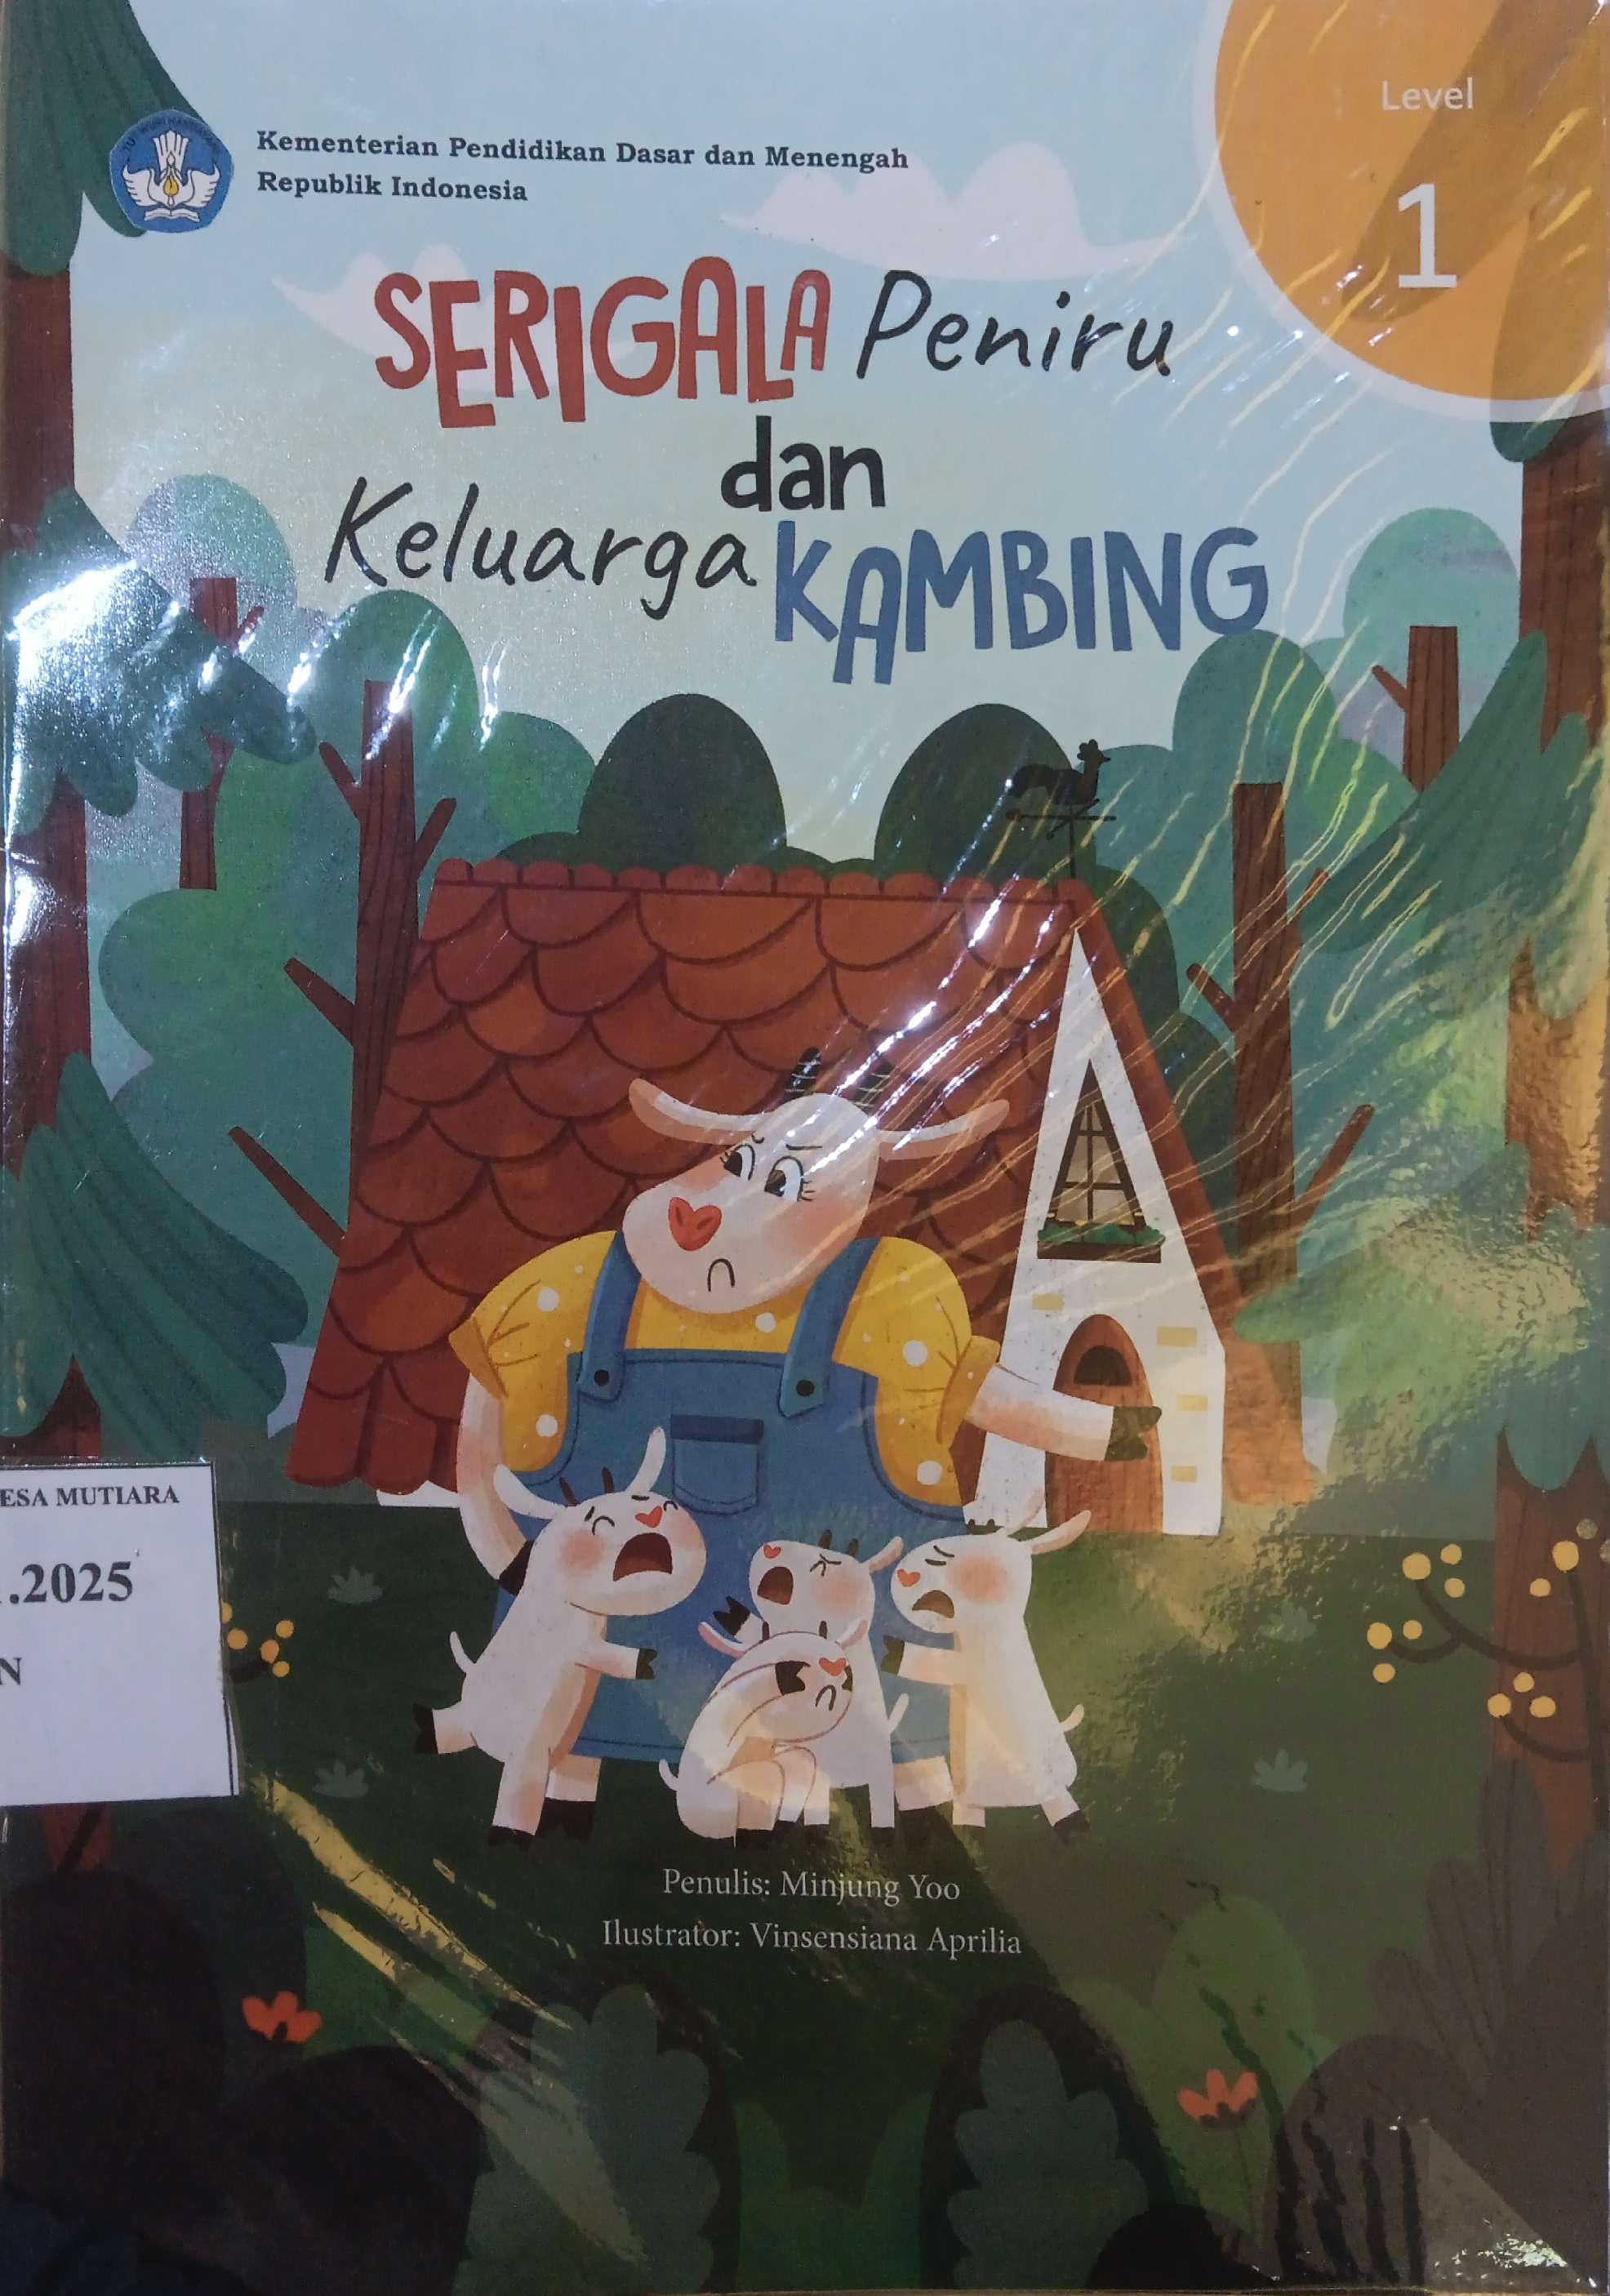 Level
1
Kementerian Pendidikan Dasar dan Menengah
Republik Indonesia
SERIGALA Peniru
dan
Keluarga KAMBING
ESA MUTIARA
.2025
N
Penulis: Minjung Yoo
Ilustrator: Vinsensiana Aprilia